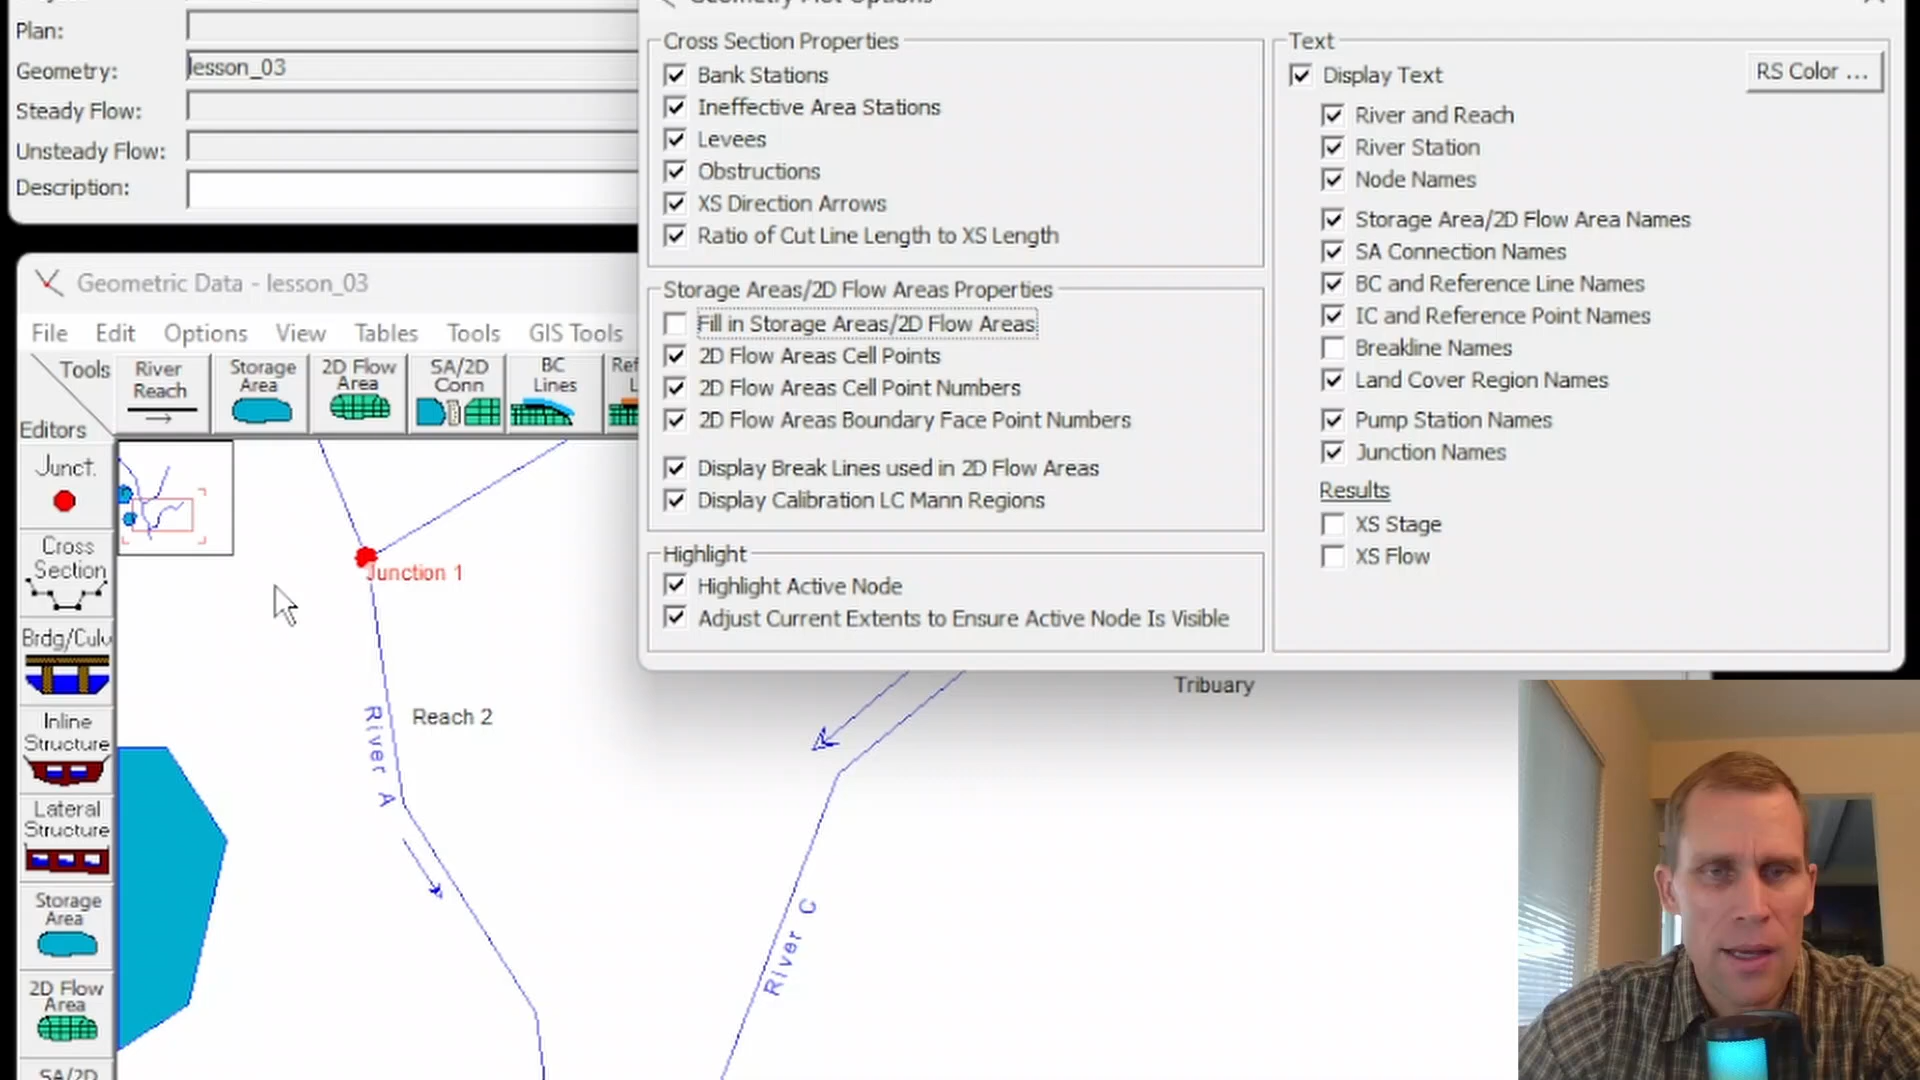 Plan:
Geometry:
lesson_03
Steady Flow:
Unsteady Flow:
Description:
Geometric Data - lesson_03
File Edit Options View Tables Tools GIS Tools
Tools
Editors
River
Reach
Storage
Area
2D Flow
Area
SA/2D
Conn
BC
Lines
Ref
L
Junct.
Cross
Section
Brdg/Culv
Inline
Structure
Lateral
Structure
Storage
Area
2D Flow
Area
SA/2D
Junction 1
Reach 2
River A
River C
Tribuary
Geometry Plot Options
Cross Section Properties
Bank Stations
Ineffective Area Stations
Levees
Obstructions
XS Direction Arrows
Ratio of Cut Line Length to XS Length
Storage Areas/2D Flow Areas Properties
Fill in Storage Areas/2D Flow Areas
2D Flow Areas Cell Points
2D Flow Areas Cell Point Numbers
2D Flow Areas Boundary Face Point Numbers
Display Break Lines used in 2D Flow Areas
Display Calibration LC Mann Regions
Highlight
Highlight Active Node
Adjust Current Extents to Ensure Active Node Is Visible
Text
Display Text
RS Color ...
River and Reach
River Station
Node Names
Storage Area/2D Flow Area Names
SA Connection Names
BC and Reference Line Names
IC and Reference Point Names
Breakline Names
Land Cover Region Names
Pump Station Names
Junction Names
Results
XS Stage
XS Flow